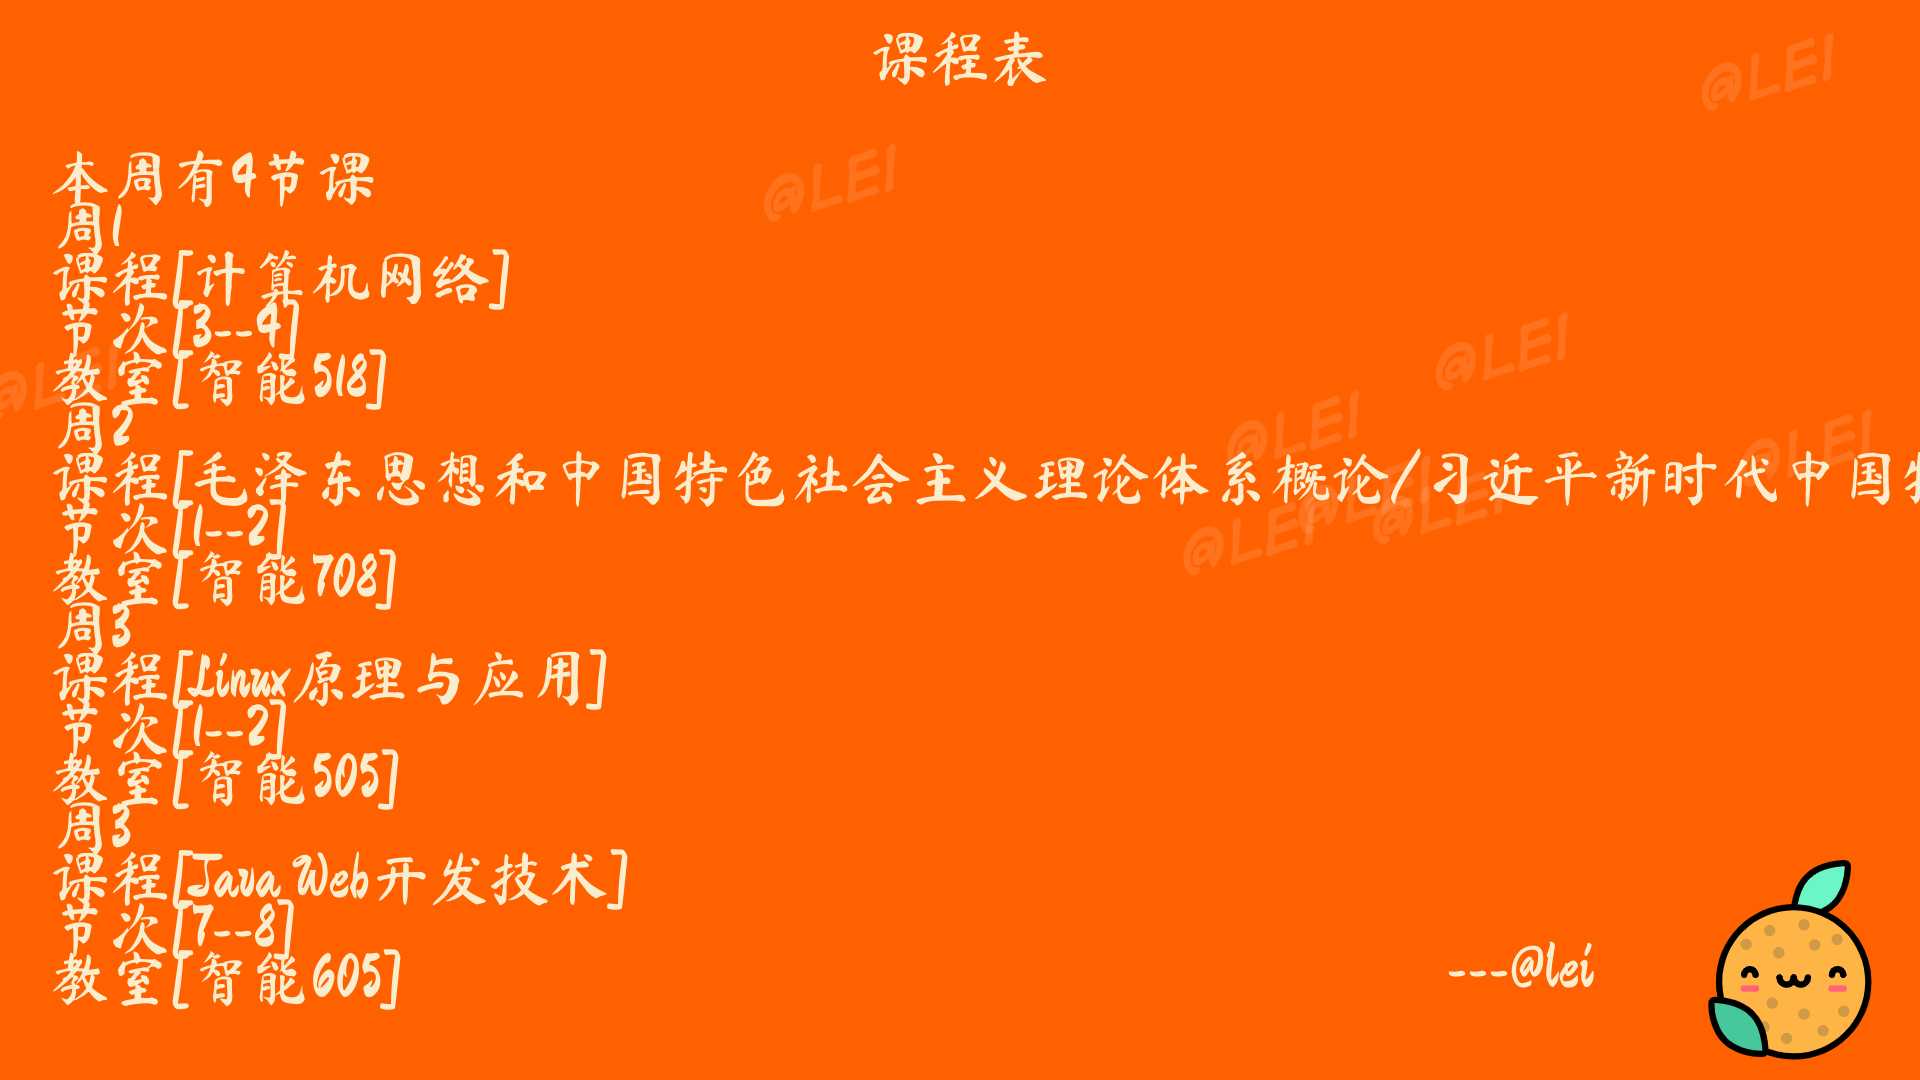 课程表
本周有4节课
周1
课程[计算机网络]
节次[3--4]
教室[智能518]
周2
课程[毛泽东思想和中国特色社会主义理论体系概论/习近平新时代中国
节次[1--2]
教室[智能708]
周3
课程[Linux原理与应用]
节次[1--2]
教室[智能505]
周3
课程[Java Web开发技术]
节次[7--8]
教室[智能605]
---@lei
@LEI
@LEI
@LEI
@LEI
@LEI
@LEI
@LEI
@LEI
@LEI